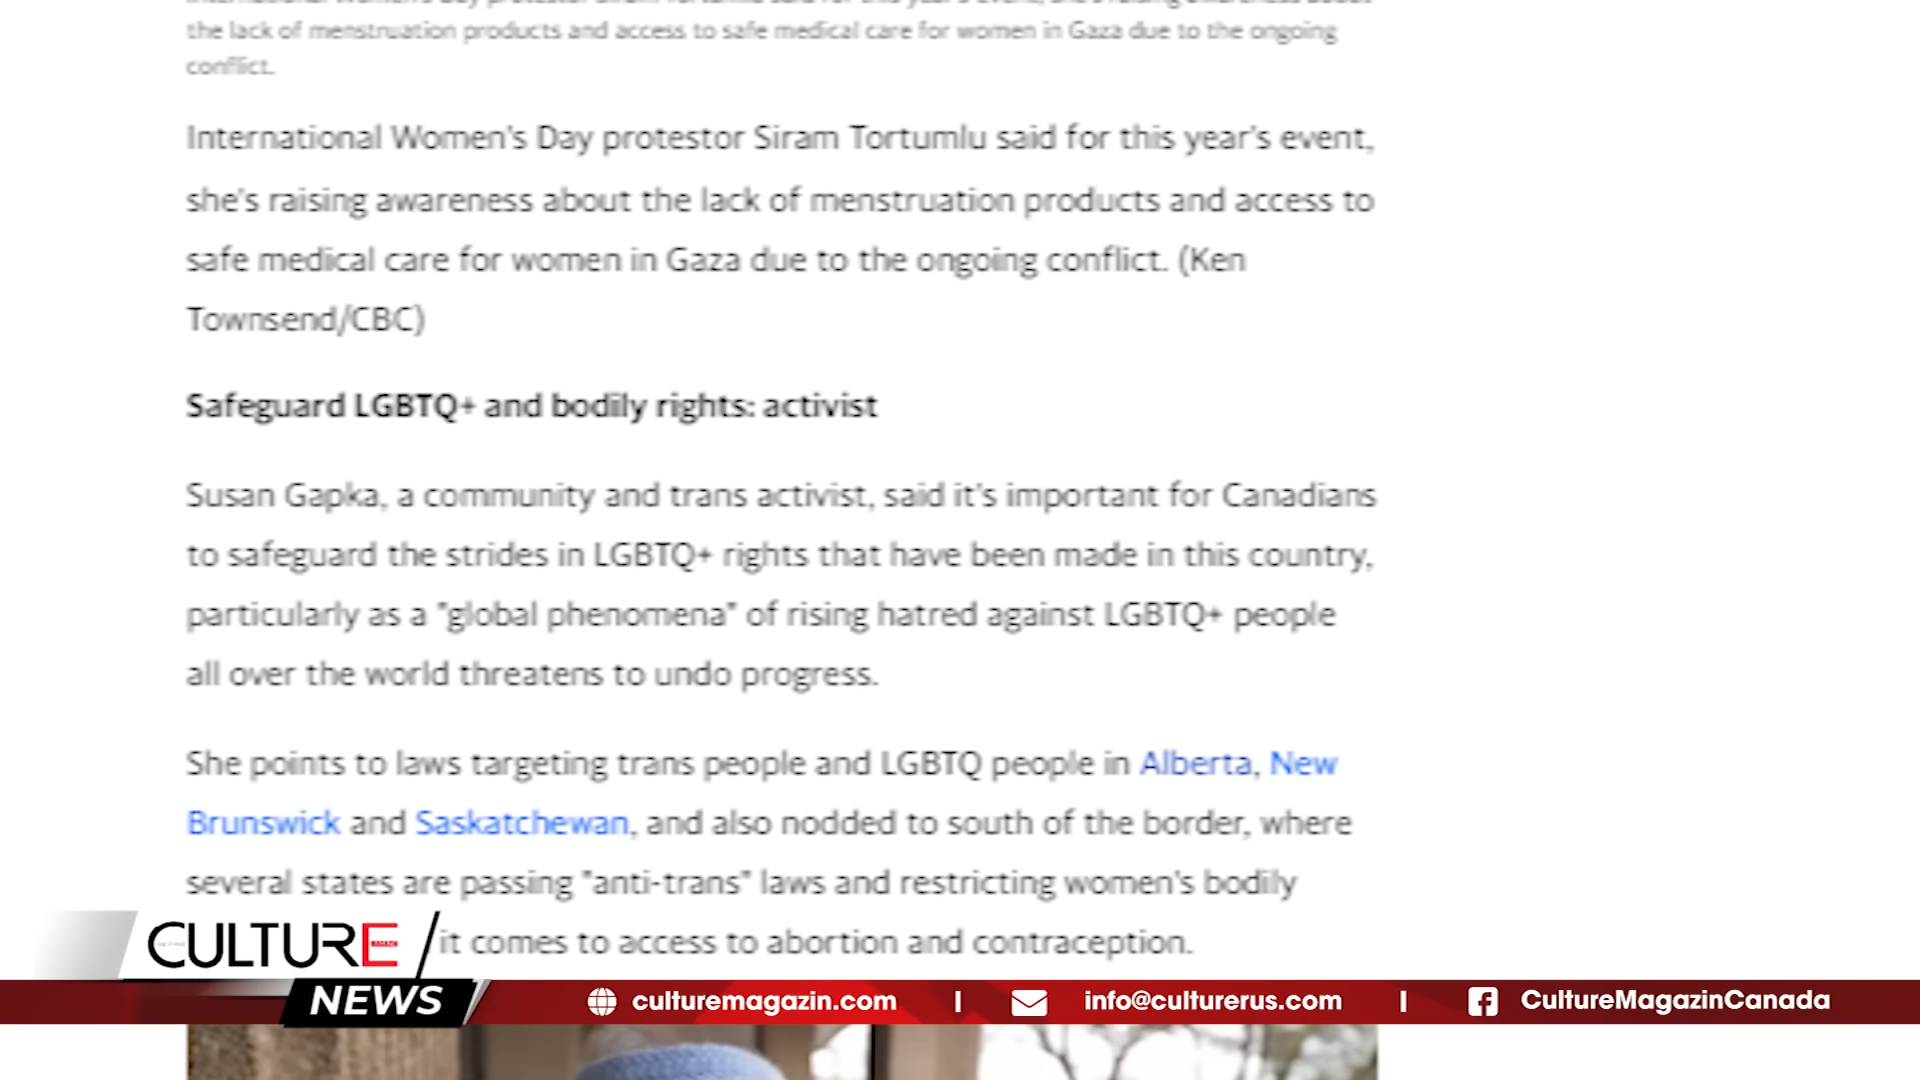 the lack of menstruation products and access to safe medical care for women in Gaza due to the ongoing
conflict.
International Women's Day protestor Siram Tortumlu said for this year's event,
she's raising awareness about the lack of menstruation products and access to
safe medical care for women in Gaza due to the ongoing conflict. (Ken
Townsend/CBC)
Safeguard LGBTQ+ and bodily rights: activist
Susan Gapka, a community and trans activist, said it's important for Canadians
to safeguard the strides in LGBTQ+ rights that have been made in this country,
particularly as a "global phenomena" of rising hatred against LGBTQ+ people
all over the world threatens to undo progress.
She points to laws targeting trans people and LGBTQ people in Alberta, New
Brunswick and Saskatchewan, and also nodded to south of the border, where
several states are passing "anti-trans" laws and restricting women's bodily
it comes to access to abortion and contraception.
CULTURE
NEWS
culturemagazin.com | info@culturerus.com | CultureMagazinCanada